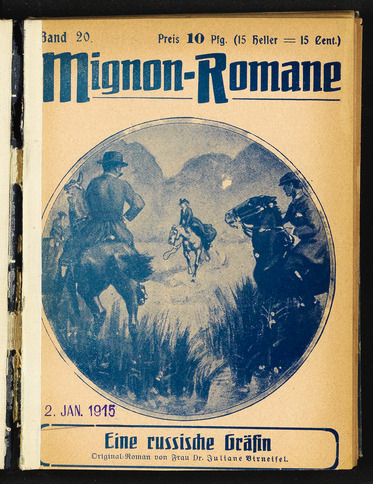 Band 20.
Preis 10 Pfg. (15 Heller = 15 Cent.)
Mignon-Romane
2. JAN. 1915
Eine russische Gräfin
Original-Roman von Frau Dr. Juliane Birneisel.